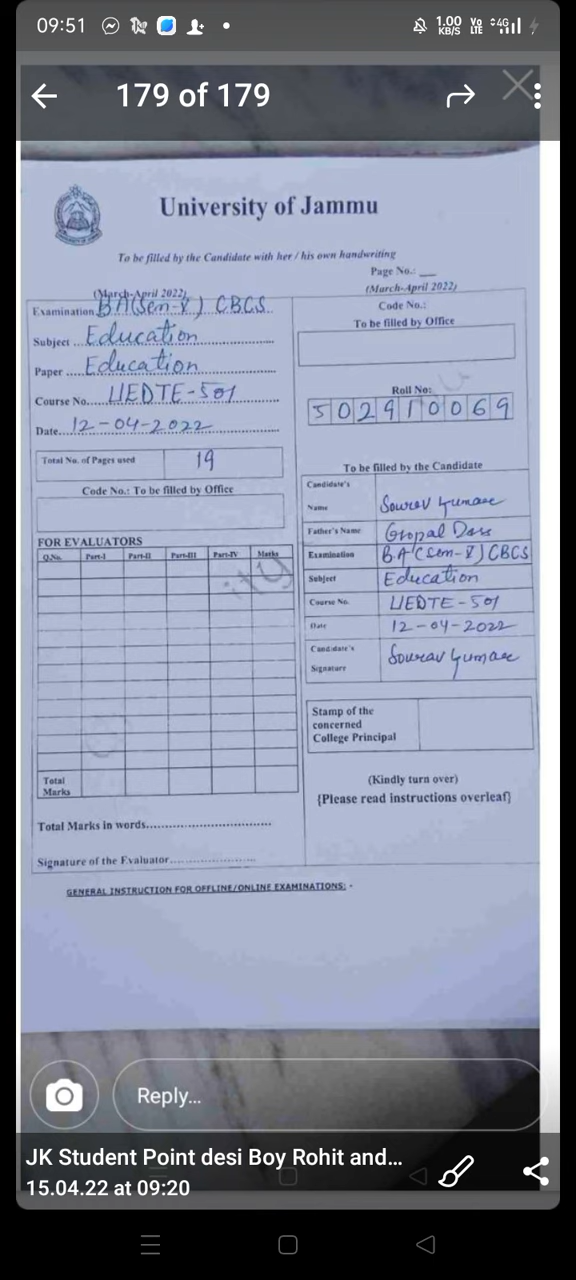 09:51
1.00 KB/S
Vo LTE
4G
179 of 179
University of Jammu
To be filled by the Candidate with her / his own handwriting
Page No.: __
(March-April 2022)
(March-April 2022)
Examination B A (Sem-V) CBCS
Subject ... Education
Paper ... Education
Course No. UEDTE-501
Date... 12-04-2022
Total No. of Pages used 19
Code No.: To be filled by Office
Code No.:
To be filled by Office
Roll No:
502910069
To be filled by the Candidate
Candidate's Name Sourav Kumar
Father's Name Gopal Dass
Examination B.A (Sem-V) CBCS
Subject Education
Course No. UEDTE-501
Date 12-04-2022
Candidate's Signature Sourav Kumar
FOR EVALUATORS
Q.No. Part-I Part-II Part-III Part-IV Marks
Total Marks
Stamp of the concerned College Principal
(Kindly turn over)
{Please read instructions overleaf}
Total Marks in words..............................
Signature of the Evaluator......................
GENERAL INSTRUCTION FOR OFFLINE/ONLINE EXAMINATIONS: -
Reply...
JK Student Point desi Boy Rohit and...
15.04.22 at 09:20